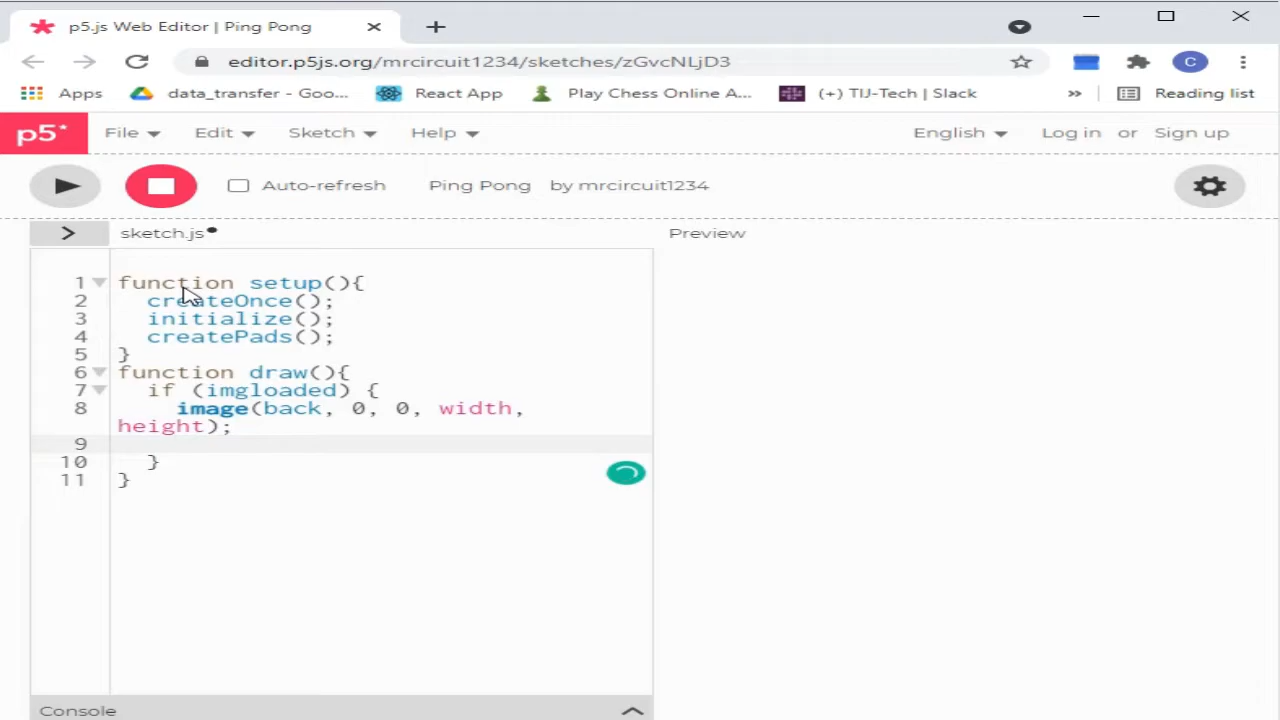 p5.js Web Editor | Ping Pong
editor.p5js.org/mrcircuit1234/sketches/zGvcNLjD3
C
Apps data_transfer - Goo... React App Play Chess Online A... (+) TIJ-Tech | Slack » Reading list
p5* File Edit Sketch Help English Log in or Sign up
Auto-refresh Ping Pong by mrcircuit1234
> sketch.js Preview
1 function setup(){
2 createOnce();
3 initialize();
4 createPads();
5 }
6 function draw(){
7 if (imgloaded) {
8 image(back, 0, 0, width,
height);
9
10 }
11 }
Console